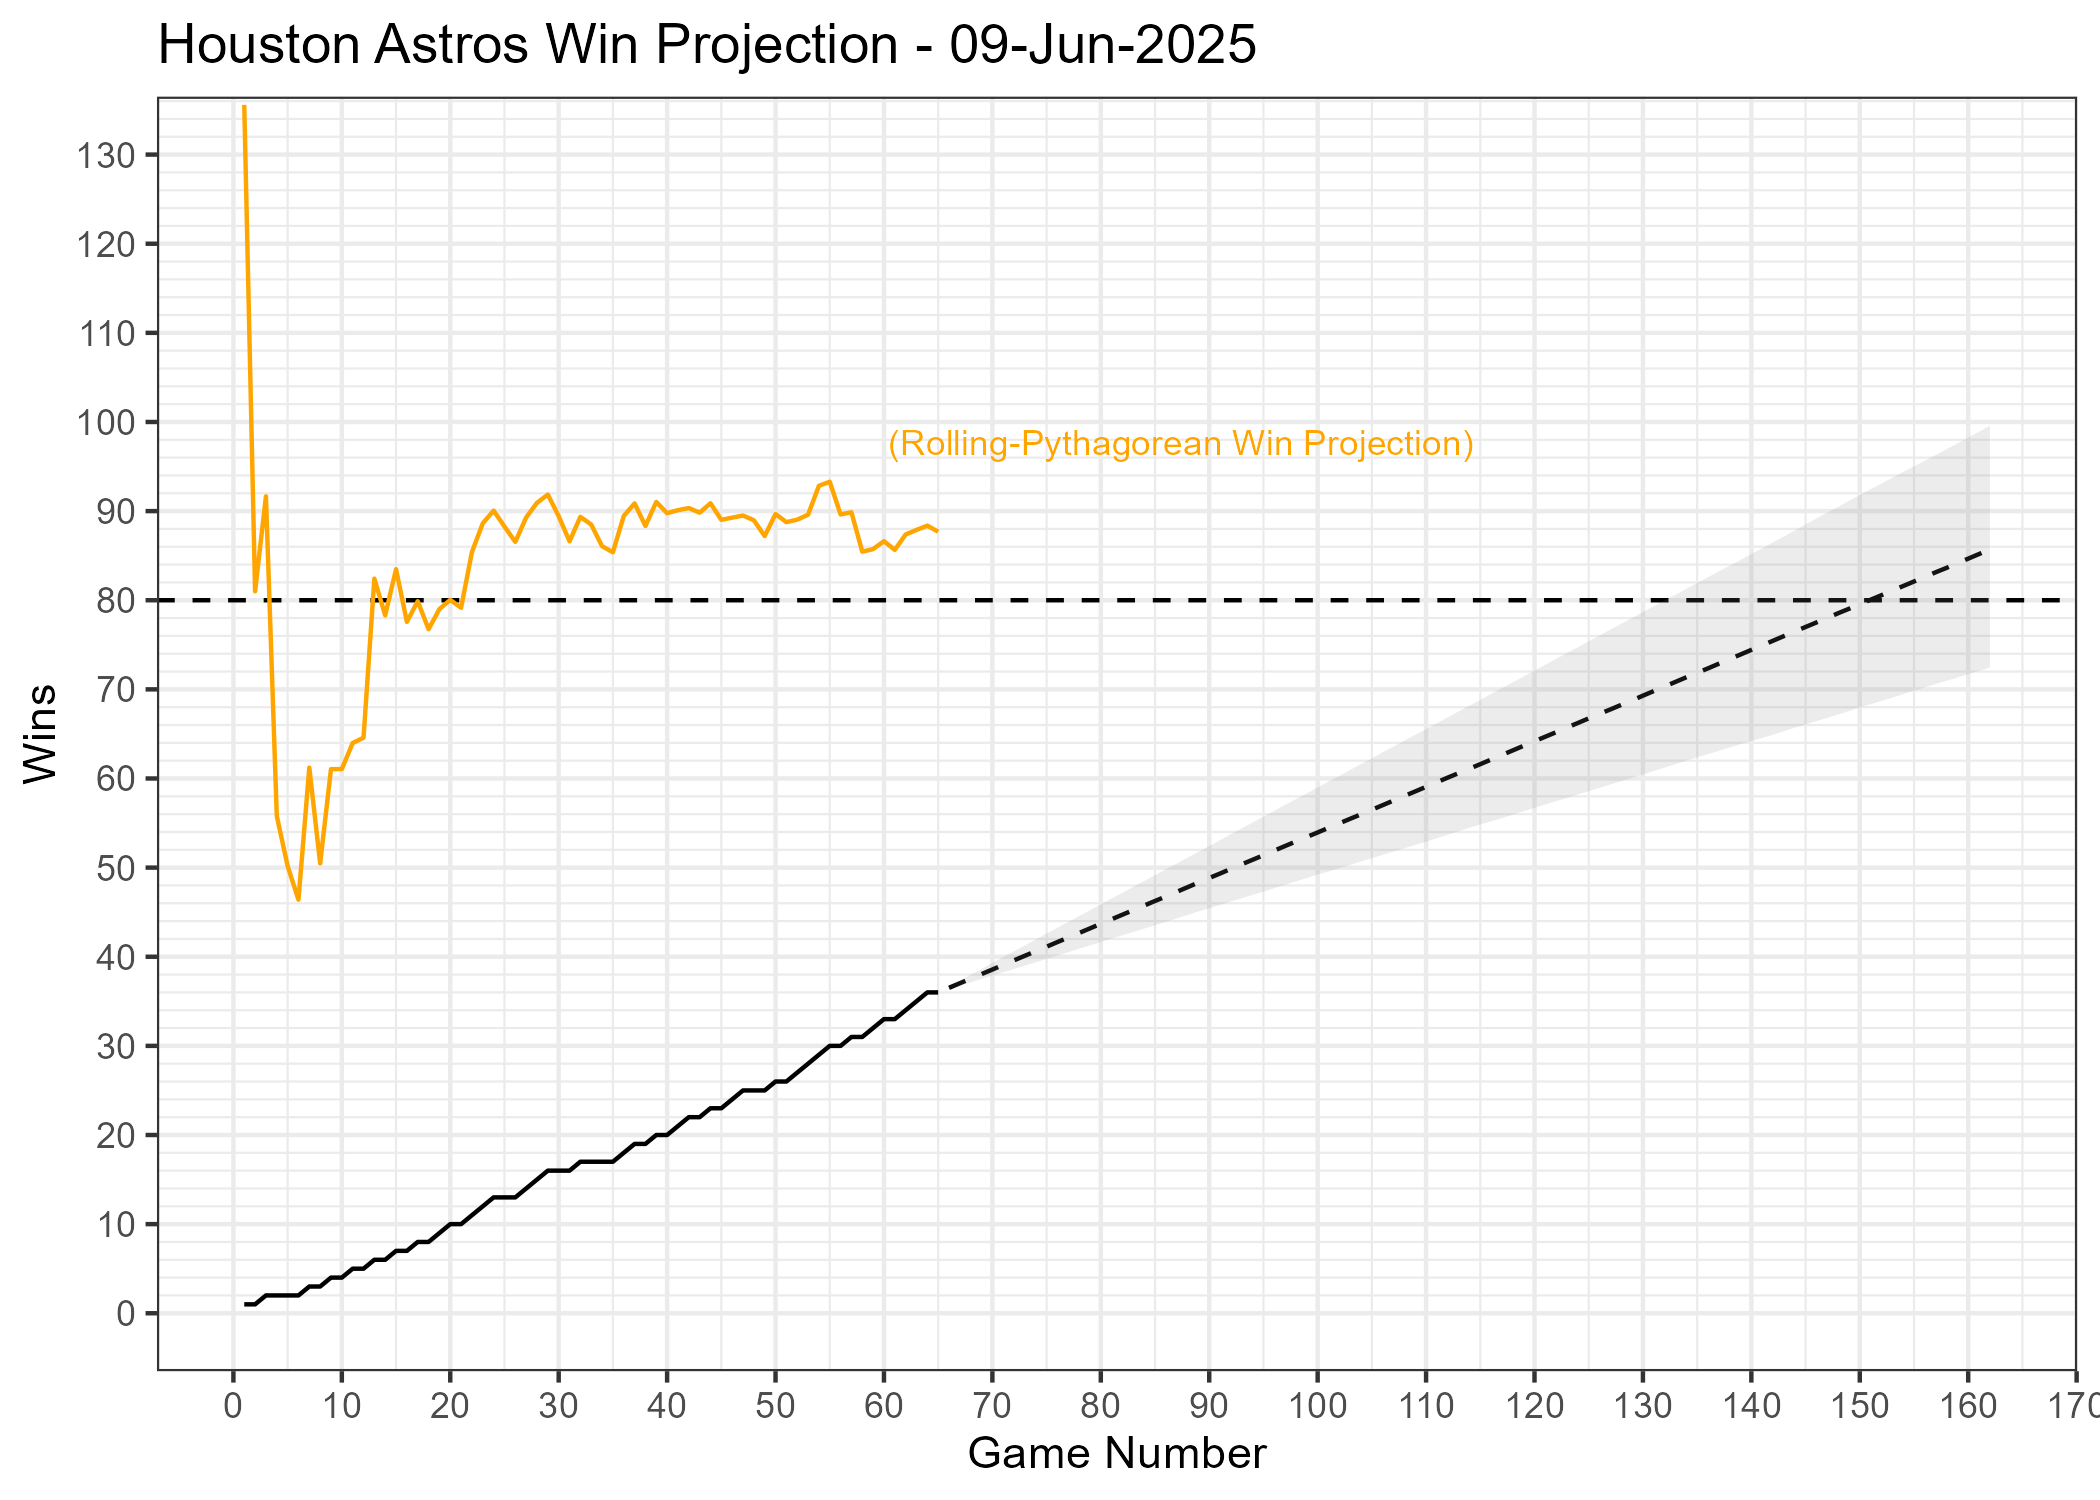 Houston Astros Win Projection - 09-Jun-2025
130
120
110
100
90
80
70
60
50
40
30
20
10
0
Wins
(Rolling-Pythagorean Win Projection)
0 10 20 30 40 50 60 70 80 90 100 110 120 130 140 150 160 170
Game Number